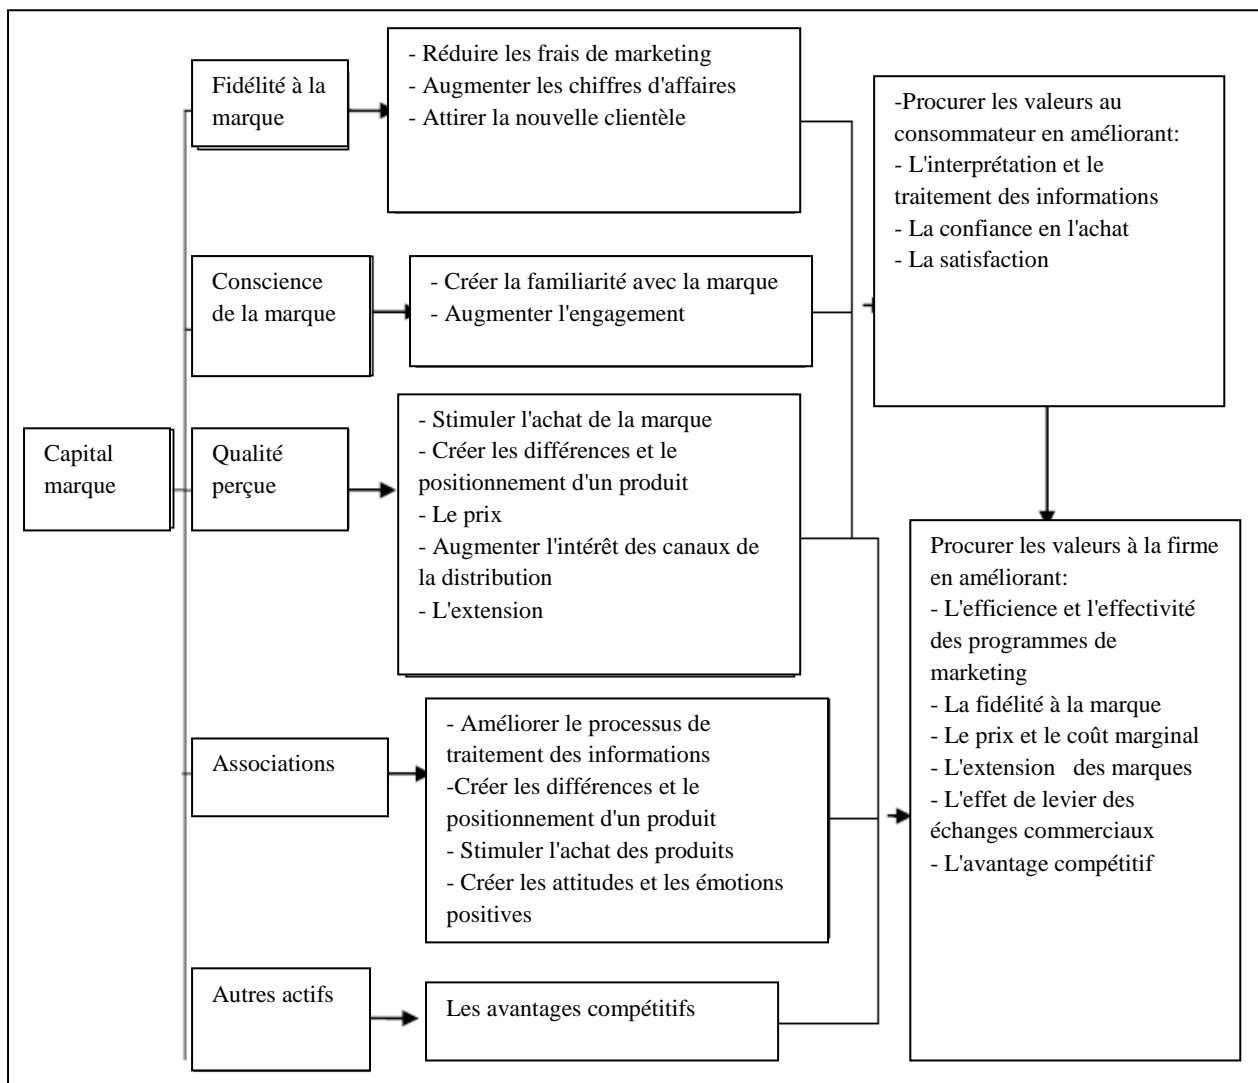 Capital
marque
Fidélité à la
marque
- Réduire les frais de marketing
- Augmenter les chiffres d'affaires
- Attirer la nouvelle clientèle
Conscience
de la marque
- Créer la familiarité avec la marque
- Augmenter l'engagement
Qualité
perçue
- Stimuler l'achat de la marque
- Créer les différences et le
positionnement d'un produit
- Le prix
- Augmenter l'intérêt des canaux de
la distribution
- L'extension
Associations
- Améliorer le processus de
traitement des informations
-Créer les différences et le
positionnement d'un produit
- Stimuler l'achat des produits
- Créer les attitudes et les émotions
positives
Autres actifs
Les avantages compétitifs
-Procurer les valeurs au
consommateur en améliorant:
- L'interprétation et le
traitement des informations
- La confiance en l'achat
- La satisfaction
Procurer les valeurs à la firme
en améliorant:
- L'efficience et l'effectivité
des programmes de
marketing
- La fidélité à la marque
- Le prix et le coût marginal
- L'extension des marques
- L'effet de levier des
échanges commerciaux
- L'avantage compétitif